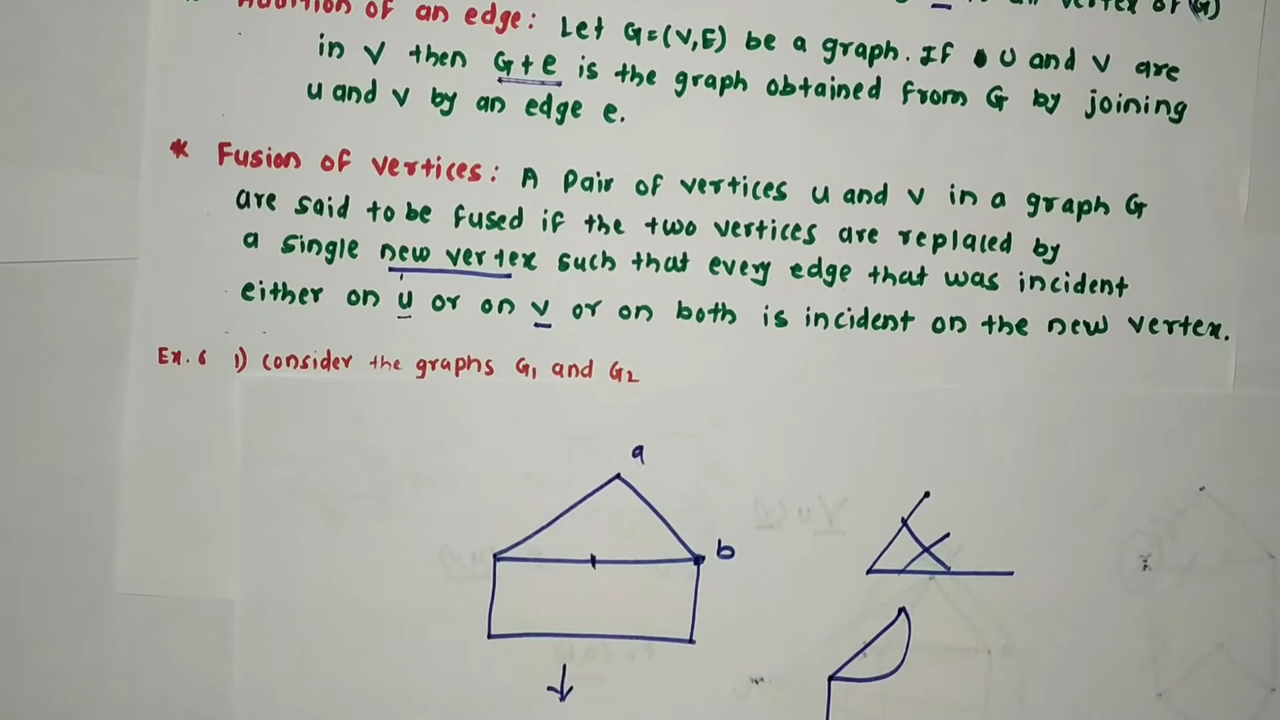 Addition of an edge: Let G=(V,E) be a graph. If u and v are
in V then G+e is the graph obtained from G by joining
u and v by an edge e.
* Fusion of vertices: A Pair of vertices u and v in a graph G
are said to be fused if the two vertices are replaced by
a single new vertex such that every edge that was incident
either on u or on v or on both is incident on the new vertex.
Ex. 6 1) consider the graphs G1 and G2
a
b